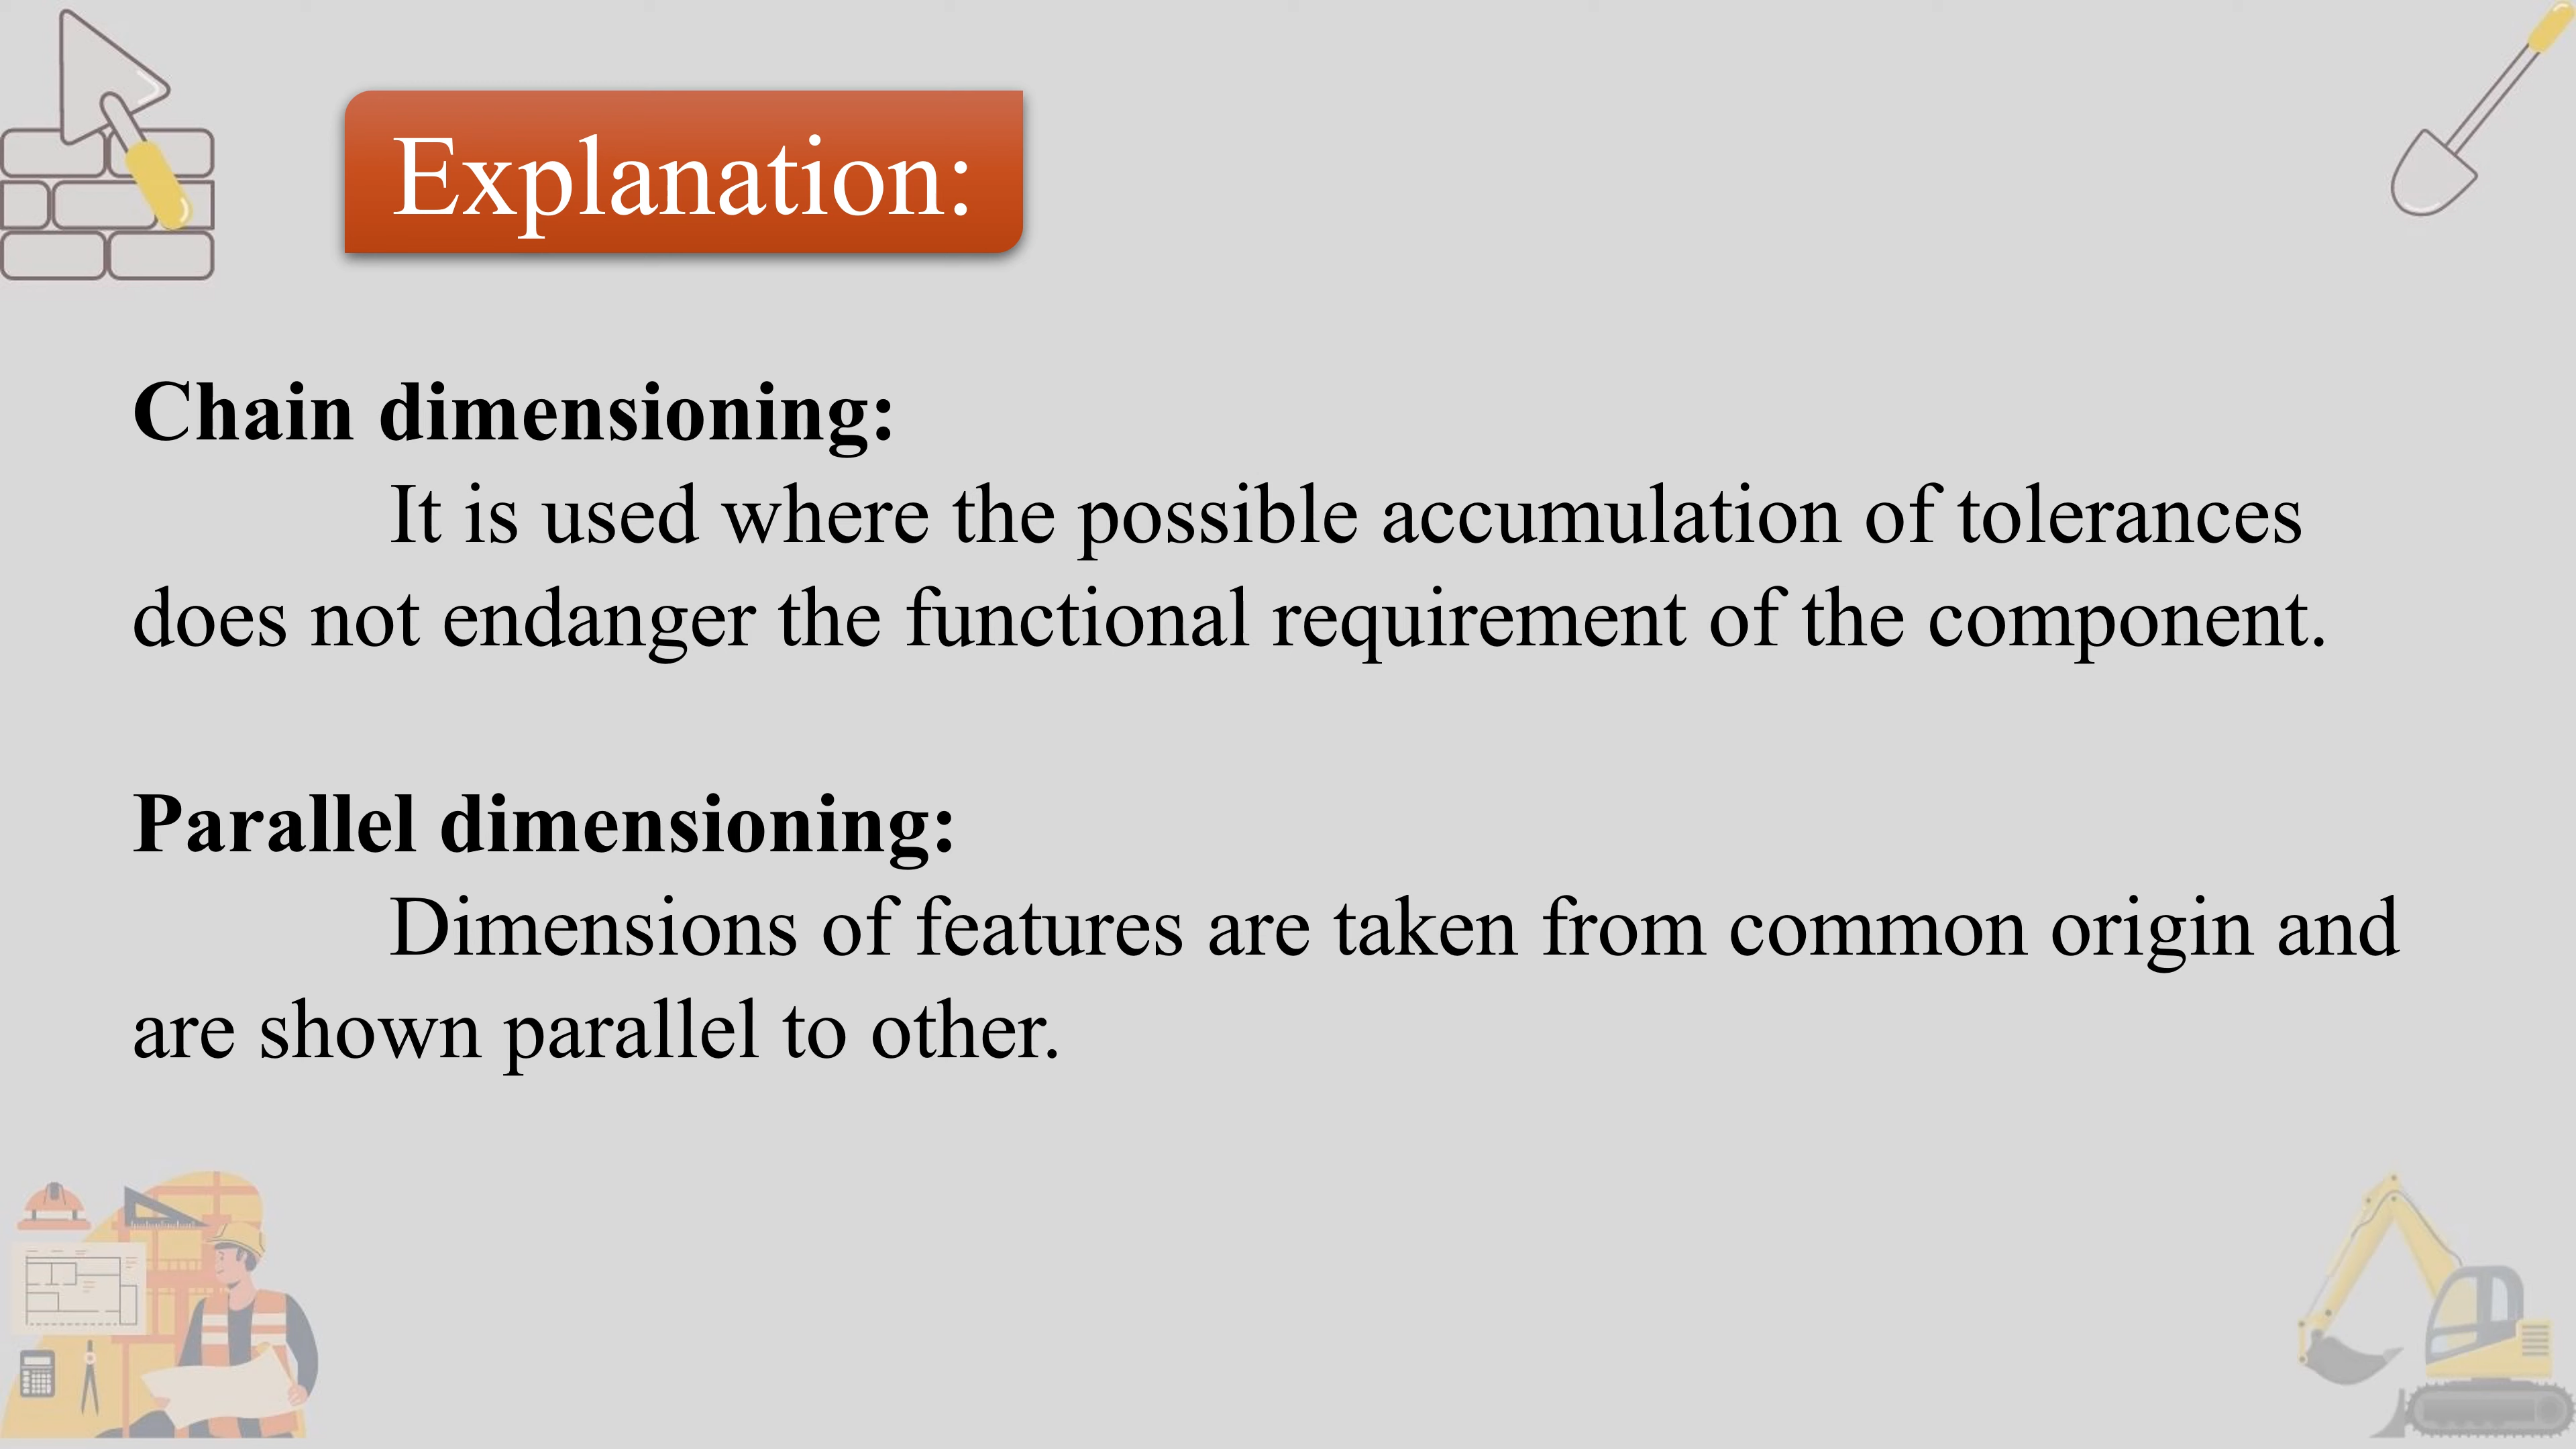 Explanation:
Chain dimensioning:
It is used where the possible accumulation of tolerances
does not endanger the functional requirement of the component.
Parallel dimensioning:
Dimensions of features are taken from common origin and
are shown parallel to other.